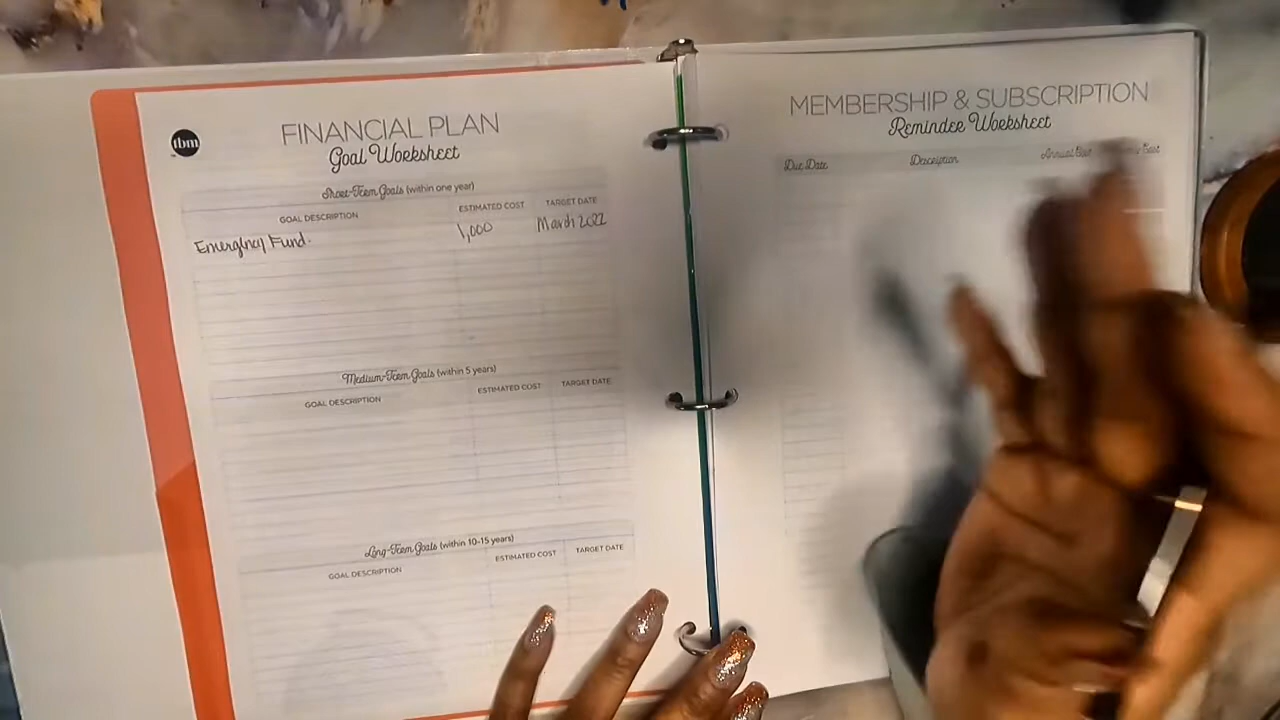 tbm
FINANCIAL PLAN
Goal Worksheet
Short-Term Goals (within one year)
GOAL DESCRIPTION ESTIMATED COST TARGET DATE
Emergency Fund. 1,000 March 2022
Medium-Term Goals (within 5 years)
GOAL DESCRIPTION ESTIMATED COST TARGET DATE
Long-Term Goals (within 10-15 years)
GOAL DESCRIPTION ESTIMATED COST TARGET DATE
MEMBERSHIP & SUBSCRIPTION
Reminder Worksheet
Due Date Description Annual Cost